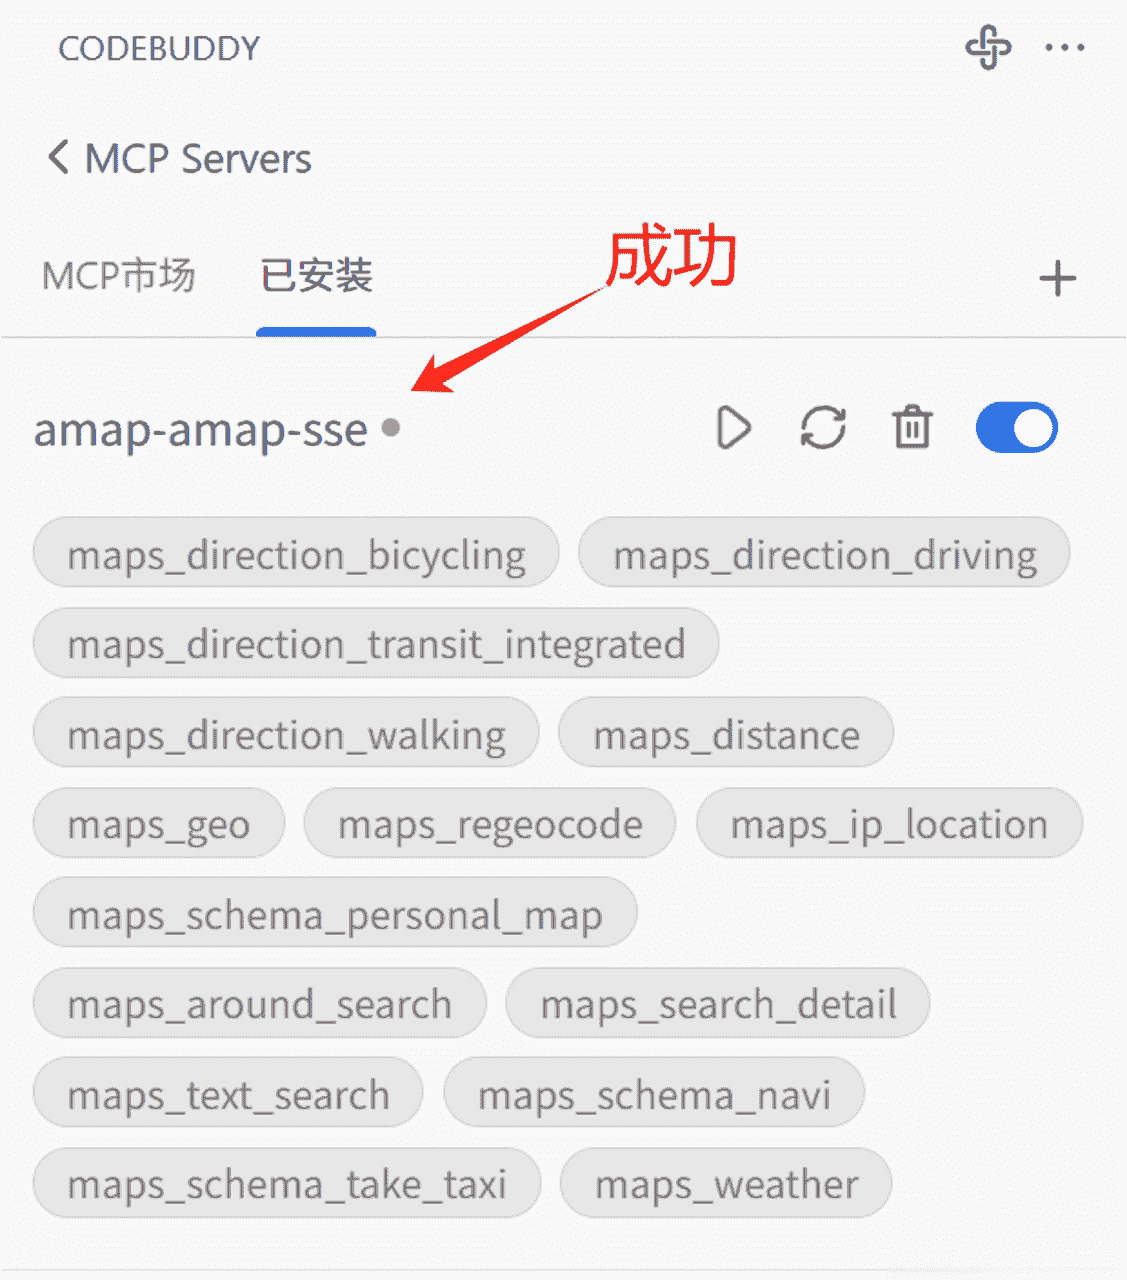 CODEBUDDY
MCP Servers
成功
MCP市场 已安装
amap-amap-sse
maps_direction_bicycling maps_direction_driving
maps_direction_transit_integrated
maps_direction_walking maps_distance
maps_geo maps_regeocode maps_ip_location
maps_schema_personal_map
maps_around_search maps_search_detail
maps_text_search maps_schema_navi
maps_schema_take_taxi maps_weather